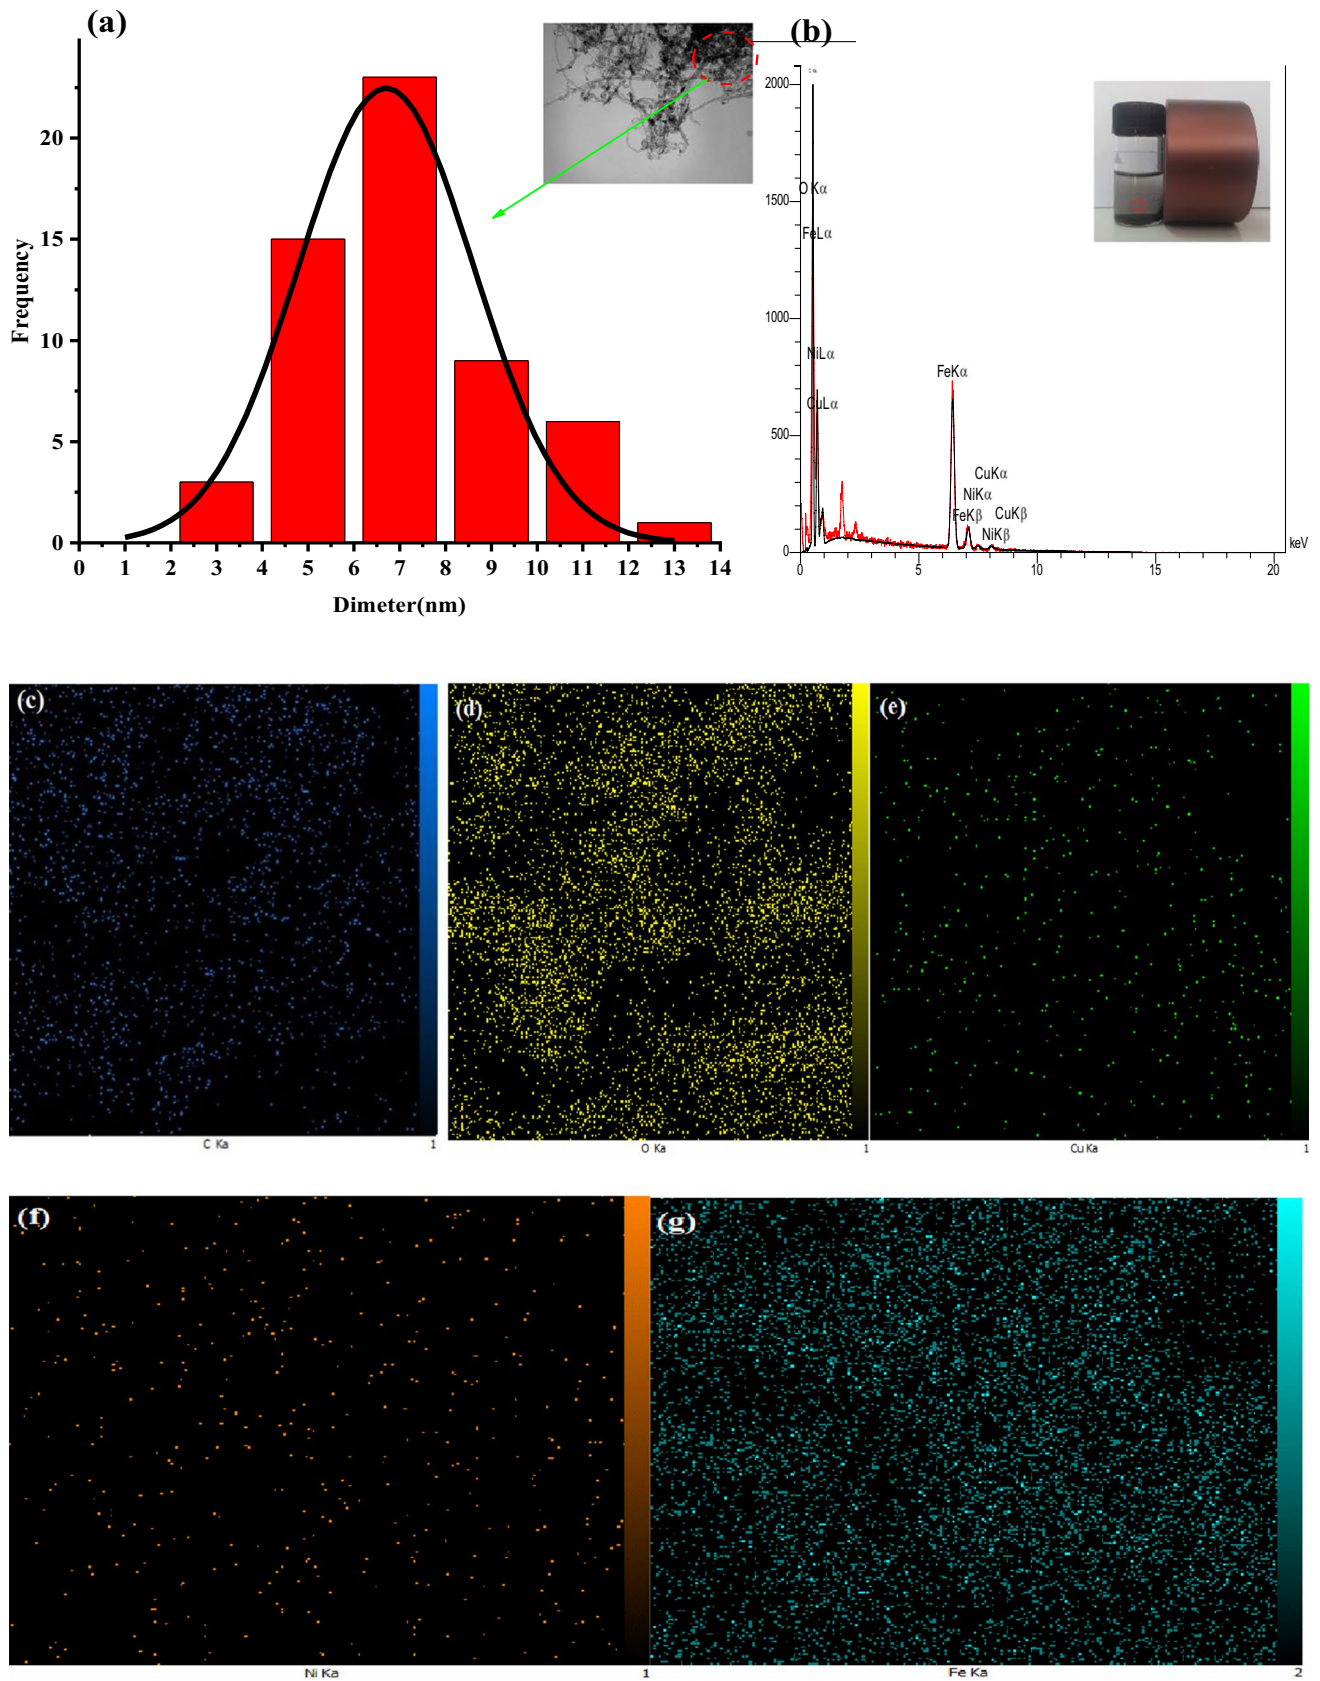 (a)
20
15
10
5
0
Frequency
0 1 2 3 4 5 6 7 8 9 10 11 12 13 14
Dimeter(nm)
(b)
2000
1500
1000
500
0
O Kα
FeLα
NiLα
CuLα
FeKα
CuKα
NiKα
FeKβ
CuKβ
NiKβ
keV
0 5 10 15 20
(c)
C Ka 1
(d)
O Ka 1
(e)
Cu Ka 1
(f)
Ni Ka 1
(g)
Fe Ka 2